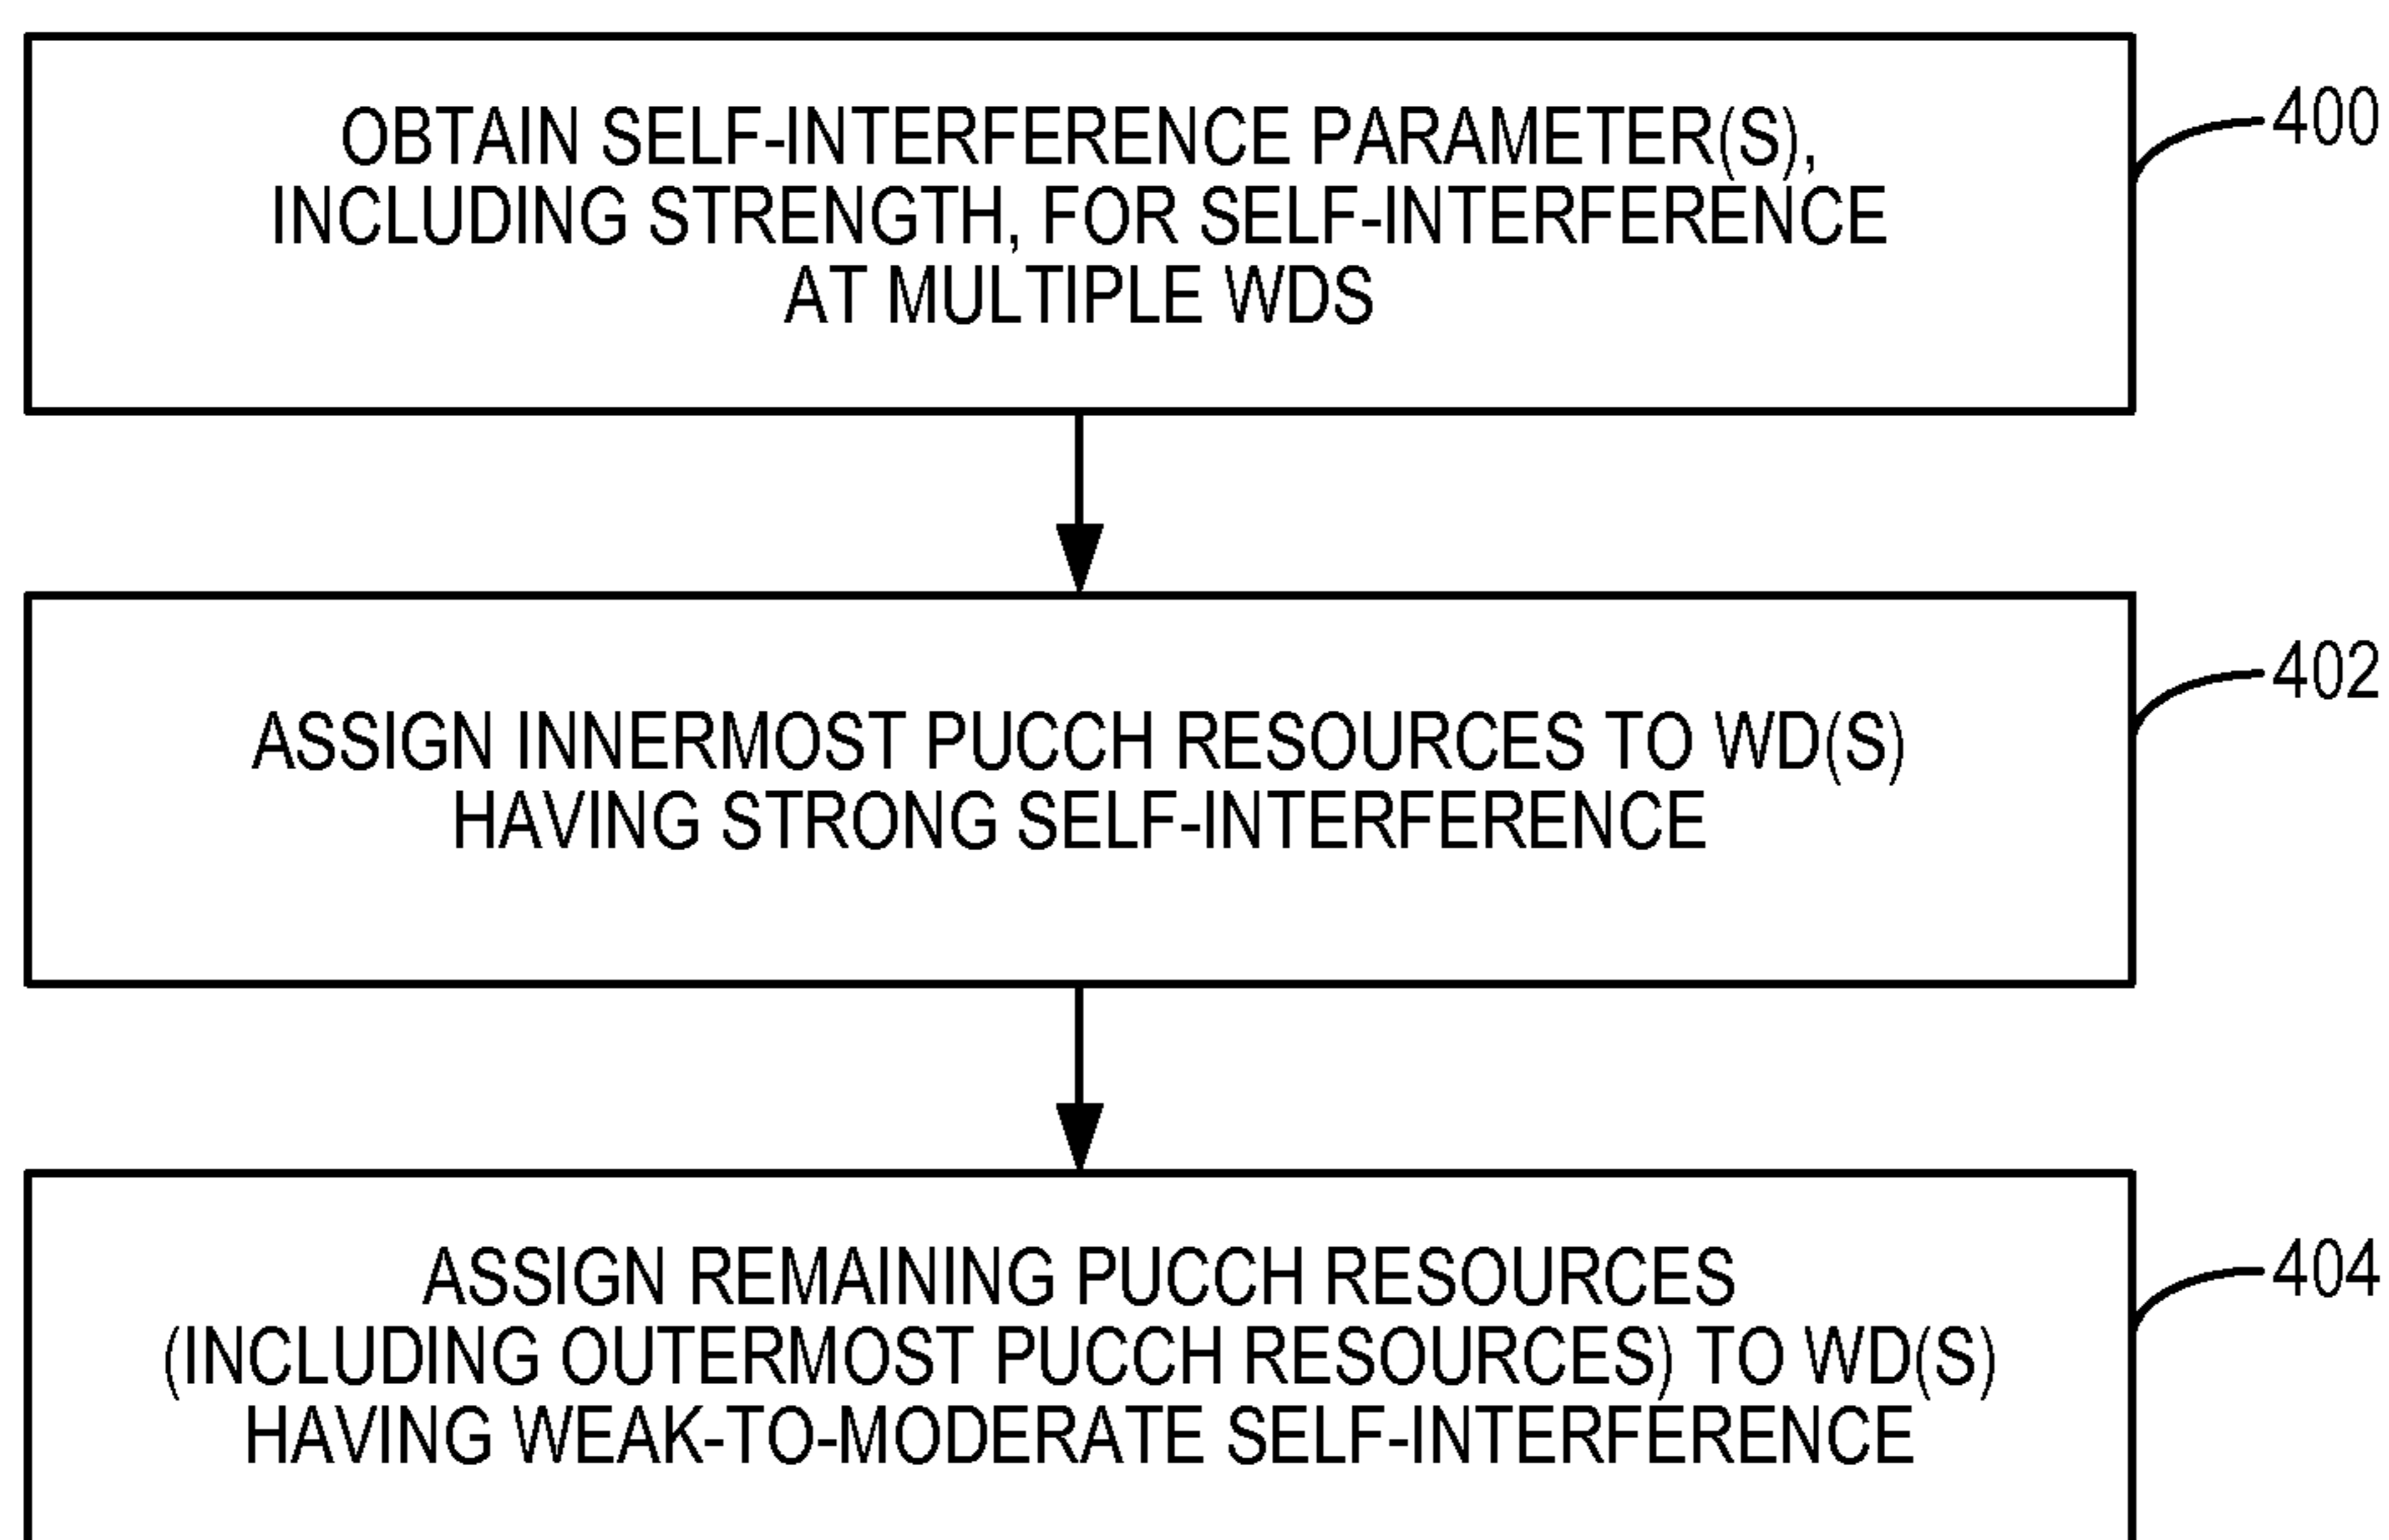 OBTAIN SELF-INTERFERENCE PARAMETER(S),
INCLUDING STRENGTH, FOR SELF-INTERFERENCE
AT MULTIPLE WDS
400
ASSIGN INNERMOST PUCCH RESOURCES TO WD(S)
HAVING STRONG SELF-INTERFERENCE
402
ASSIGN REMAINING PUCCH RESOURCES
(INCLUDING OUTERMOST PUCCH RESOURCES) TO WD(S)
HAVING WEAK-TO-MODERATE SELF-INTERFERENCE
404